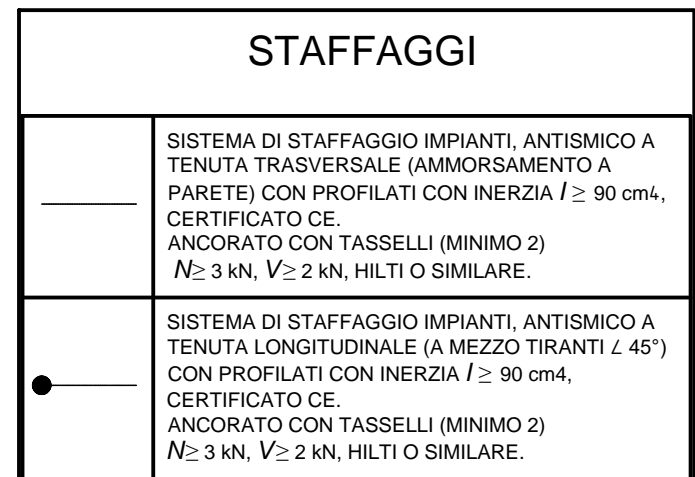 STAFFAGGI
SISTEMA DI STAFFAGGIO IMPIANTI, ANTISMICO A
TENUTA TRASVERSALE (AMMORSAMENTO A
PARETE) CON PROFILATI CON INERZIA I ≥ 90 cm4,
CERTIFICATO CE.
ANCORATO CON TASSELLI (MINIMO 2)
N≥ 3 kN, V≥ 2 kN, HILTI O SIMILARE.
SISTEMA DI STAFFAGGIO IMPIANTI, ANTISMICO A
TENUTA LONGITUDINALE (A MEZZO TIRANTI ∠ 45°)
CON PROFILATI CON INERZIA I ≥ 90 cm4,
CERTIFICATO CE.
ANCORATO CON TASSELLI (MINIMO 2)
N≥ 3 kN, V≥ 2 kN, HILTI O SIMILARE.